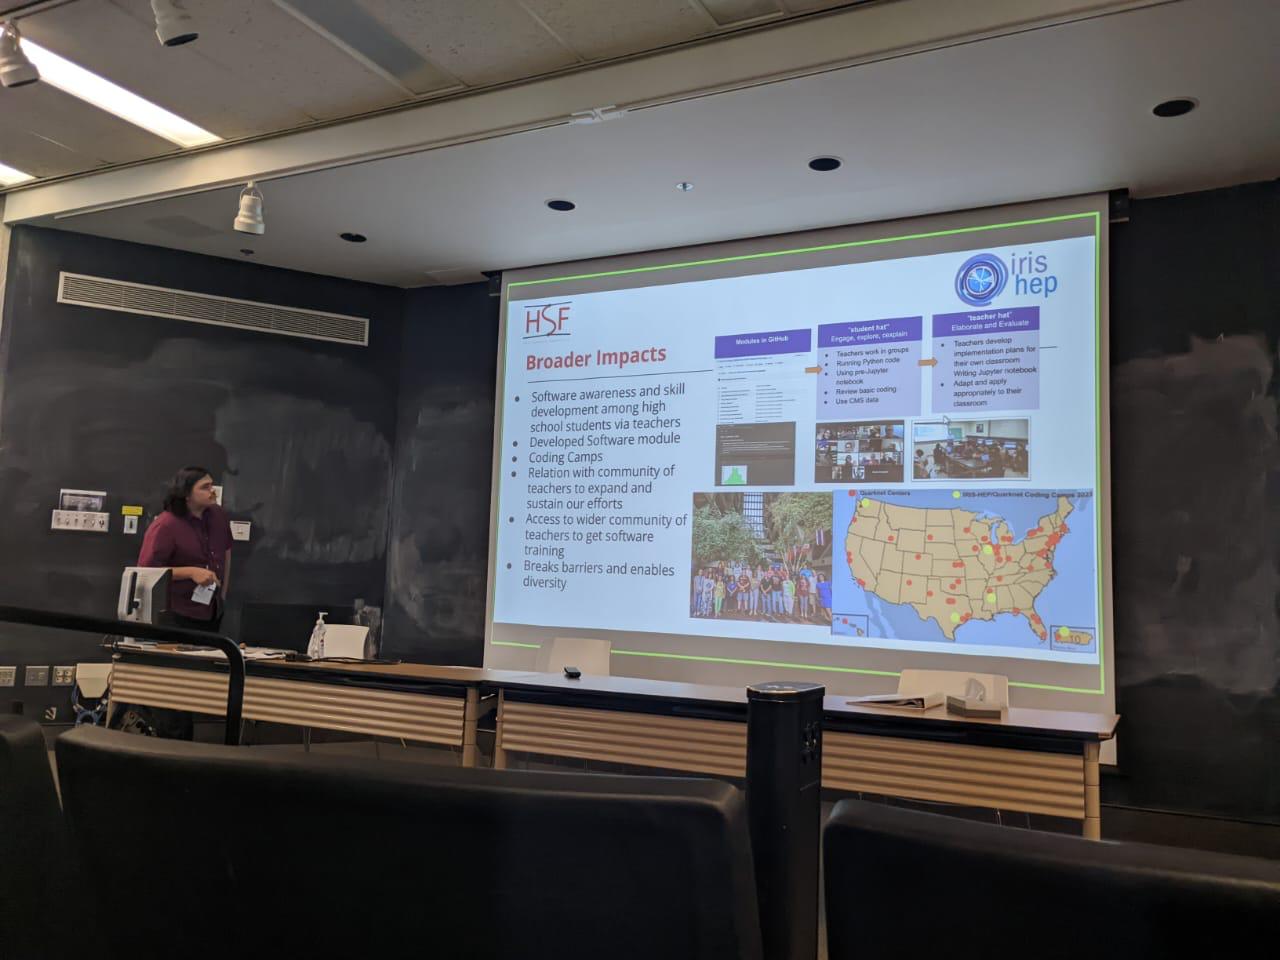 HSF
iris
hep
Broader Impacts
Software awareness and skill
development among high
school students via teachers
Developed Software module
Coding Camps
Relation with community of
teachers to expand and
sustain our efforts
Access to wider community of
teachers to get software
training
Breaks barriers and enables
diversity
Modules in GitHub
"student hat"
Engage, explore, cexplain
Teachers work in groups
Running Python code
Using pre-Jupyter
notebook
Review basic coding
Use CMS data
"teacher hat"
Elaborate and Evaluate
Teachers develop
implementation plans for
their own classroom
Writing Jupyter notebook
Adapt and apply
appropriately to their
classroom
Quarknet Centers
IRIS-HEP/Quarknet Coding Camps 2023